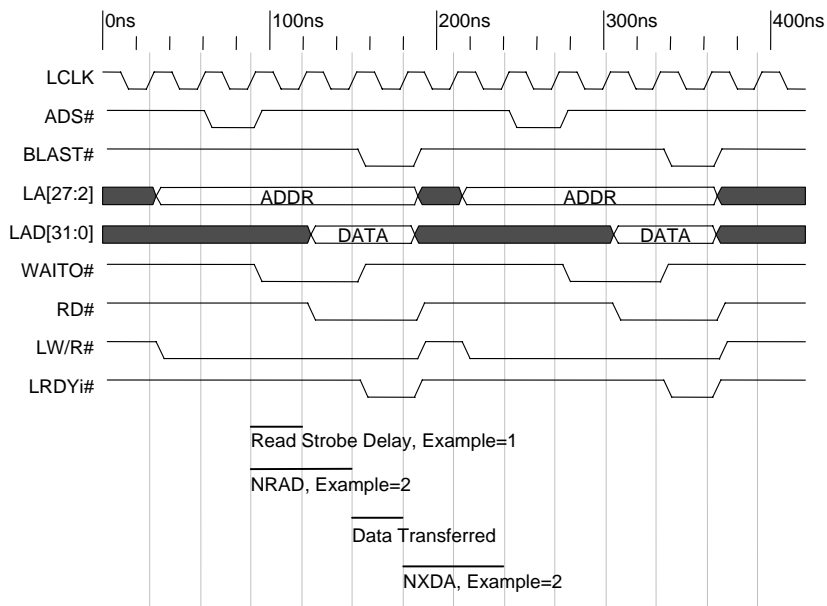 0ns 100ns 200ns 300ns 400ns
LCLK
ADS#
BLAST#
LA[27:2] ADDR ADDR
LAD[31:0] DATA DATA
WAITO#
RD#
LW/R#
LRDYi#
Read Strobe Delay, Example=1
NRAD, Example=2
Data Transferred
NXDA, Example=2